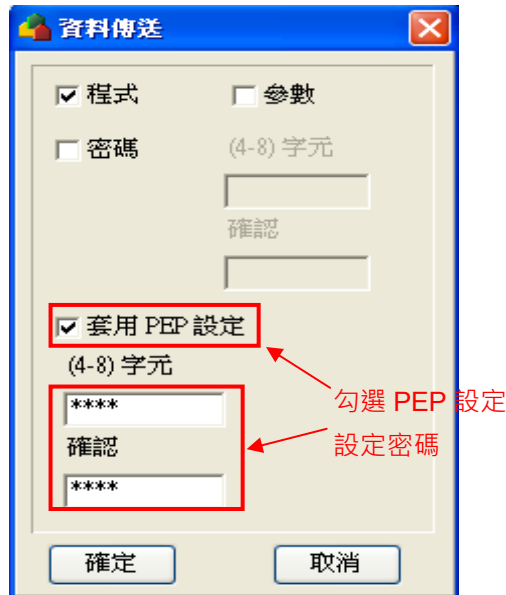 資料傳送
程式 參數
密碼 (4-8) 字元
確認
套用 PEP 設定
(4-8) 字元
****
勾選 PEP 設定
確認
設定密碼
****
確定 取消